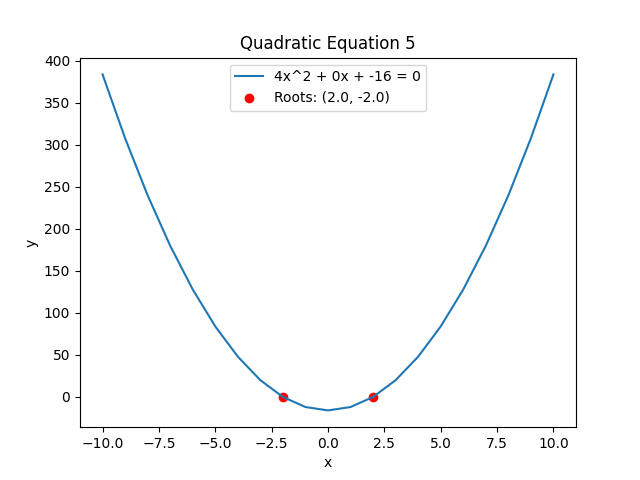 Quadratic Equation 5
4x^2 + 0x + -16 = 0
Roots: (2.0, -2.0)
400
350
300
250
200
150
100
50
0
y
−10.0 −7.5 −5.0 −2.5 0.0 2.5 5.0 7.5 10.0
x